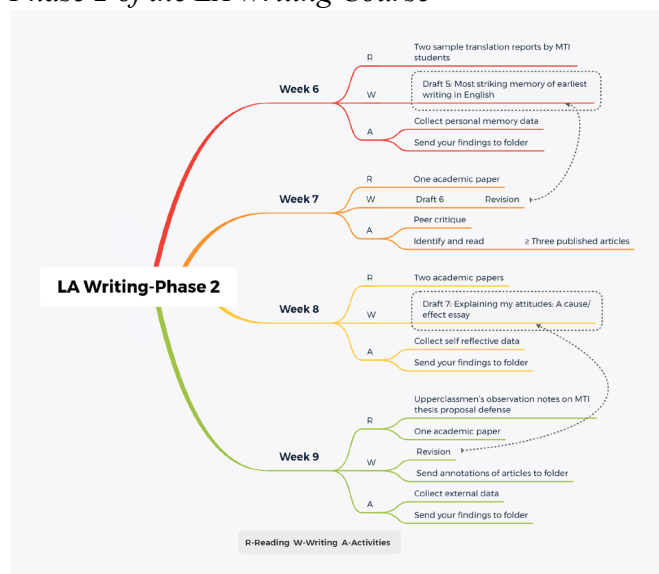 Phase 2 of the LA Writing Course
R
Two sample translation reports by MTI
students
Week 6
W
Draft 5: Most striking memory of earliest
writing in English
A
Collect personal memory data
Send your findings to folder
Week 7
R
One academic paper
W
Draft 6 Revision
A
Peer critique
Identify and read ≥ Three published articles
LA Writing-Phase 2
Week 8
R
Two academic papers
W
Draft 7: Explaining my attitudes: A cause/
effect essay
A
Collect self reflective data
Send your findings to folder
Week 9
R
Upperclassmen's observation notes on MTI
thesis proposal defense
One academic paper
W
Revision
Send annotations of articles to folder
A
Collect external data
Send your findings to folder
R-Reading W-Writing A-Activities